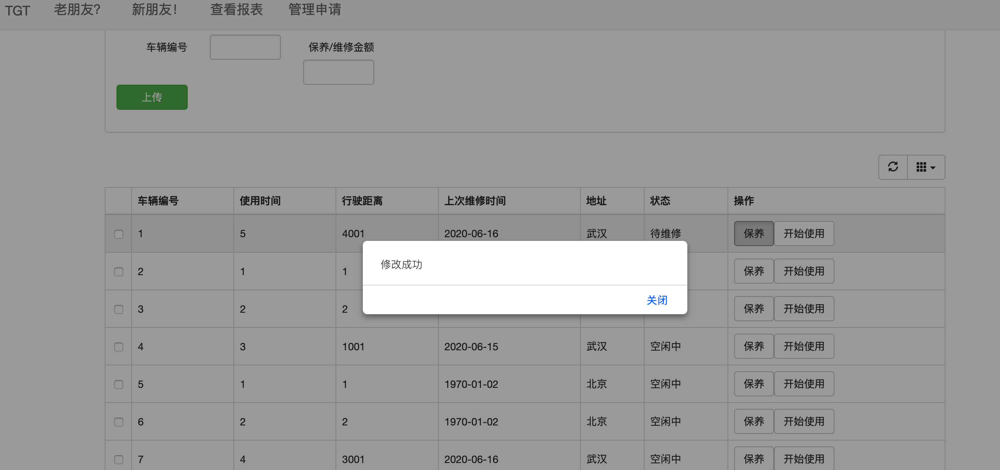 TGT 老朋友? 新朋友! 查看报表 管理申请
车辆编号 保养/维修金额
上传
车辆编号 使用时间 行驶距离 上次维修时间 地址 状态 操作
1 5 4001 2020-06-16 武汉 待维修 保养 开始使用
修改成功
2 1 1 保养 开始使用
关闭
3 2 2 保养 开始使用
4 3 1001 2020-06-15 武汉 空闲中 保养 开始使用
5 1 1 1970-01-02 北京 空闲中 保养 开始使用
6 2 2 1970-01-02 北京 空闲中 保养 开始使用
7 4 3001 2020-06-16 武汉 空闲中 保养 开始使用